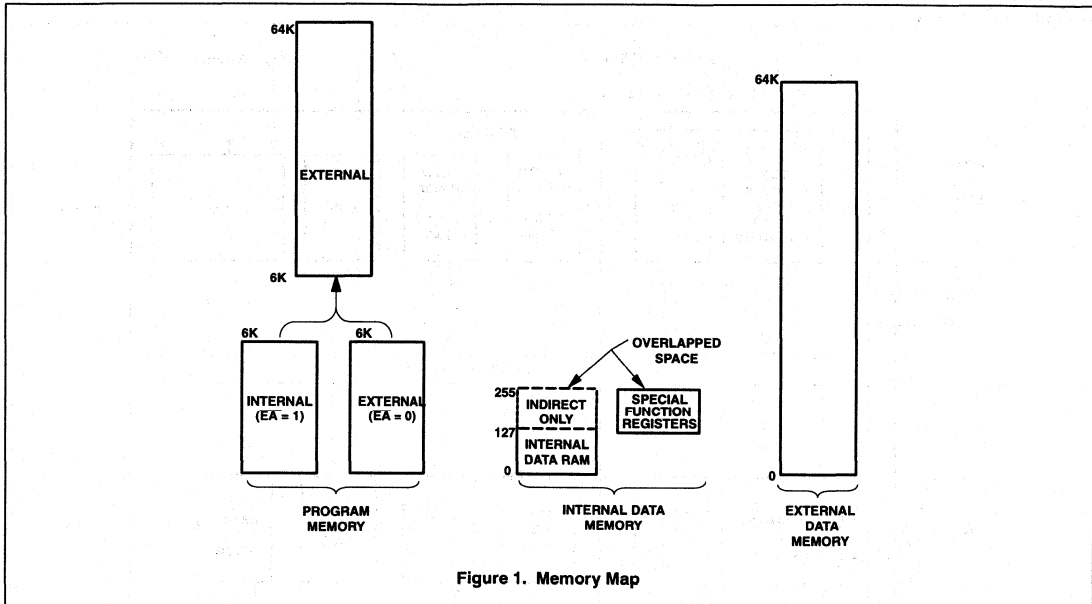 64K
EXTERNAL
6K
6K
INTERNAL
(EA = 1)
6K
EXTERNAL
(EA = 0)
PROGRAM
MEMORY
OVERLAPPED
SPACE
255
INDIRECT
ONLY
127
INTERNAL
DATA RAM
0
SPECIAL
FUNCTION
REGISTERS
INTERNAL DATA
MEMORY
64K
0
EXTERNAL
DATA
MEMORY
Figure 1. Memory Map